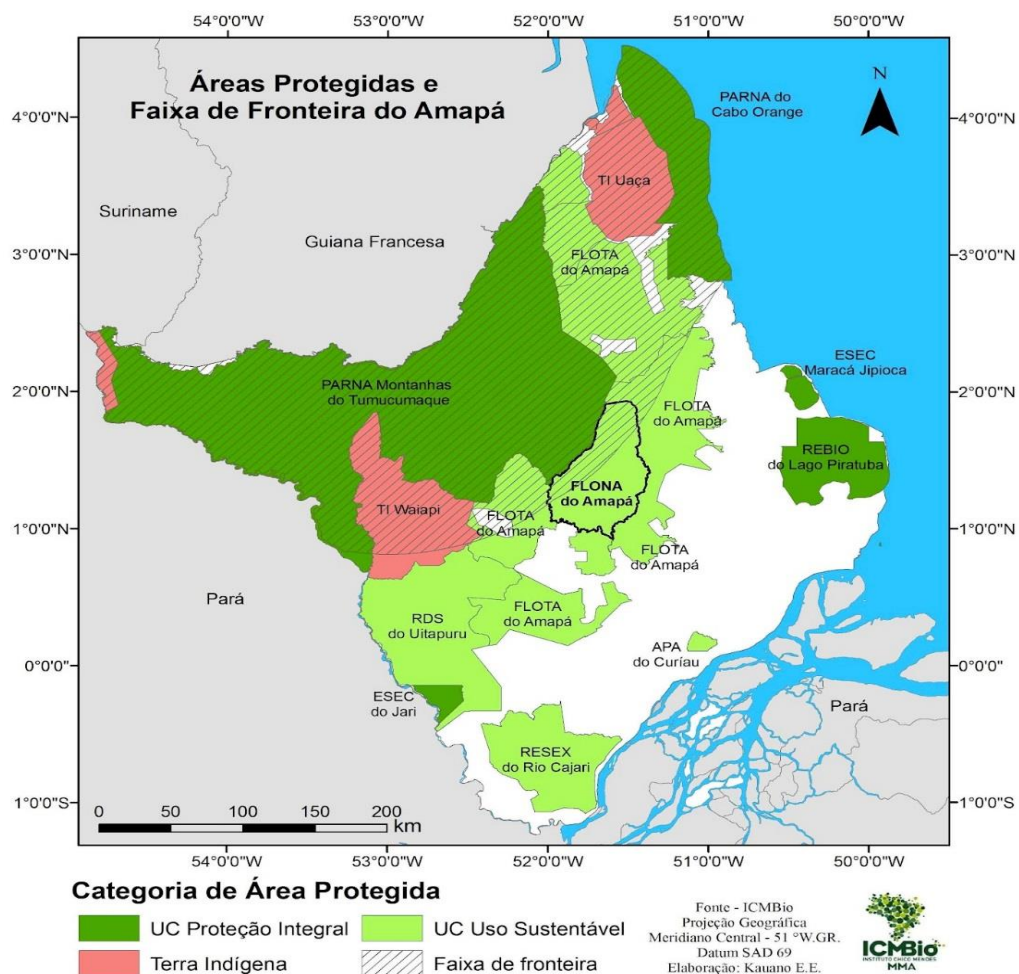 54°0'0"W 53°0'0"W 52°0'0"W 51°0'0"W 50°0'0"W
Áreas Protegidas e
Faixa de Fronteira do Amapá
N
PARNA do
Cabo Orange
4°0'0"N
4°0'0"N
TI Uaça
Suriname
Guiana Francesa
3°0'0"N
3°0'0"N
FLOTA
do Amapá
ESEC
Maracá Jipioca
2°0'0"N
2°0'0"N
PARNA Montanhas
do Tumucumaque
FLOTA
do Amapá
REBIO
do Lago Piratuba
FLONA
do Amapá
TI Waiapi
FLOTA
do Amapá
1°0'0"N
1°0'0"N
FLOTA
do Amapá
Pará
RDS
do Uitapuru
FLOTA
do Amapá
APA
do Curíau
0°0'0"
0°0'0"
ESEC
do Jari
Pará
RESEX
do Rio Cajari
1°0'0"S
1°0'0"S
0 50 100 150 200
km
54°0'0"W 53°0'0"W 52°0'0"W 51°0'0"W 50°0'0"W
Categoria de Área Protegida
UC Proteção Integral
UC Uso Sustentável
Terra Indígena
Faixa de fronteira
Fonte - ICMBio
Projeção Geográfica
Meridiano Central - 51 °W.GR.
Datum SAD 69
Elaboração: Kauano E.E.
ICMBio
INSTITUTO CHICO MENDES
MMA